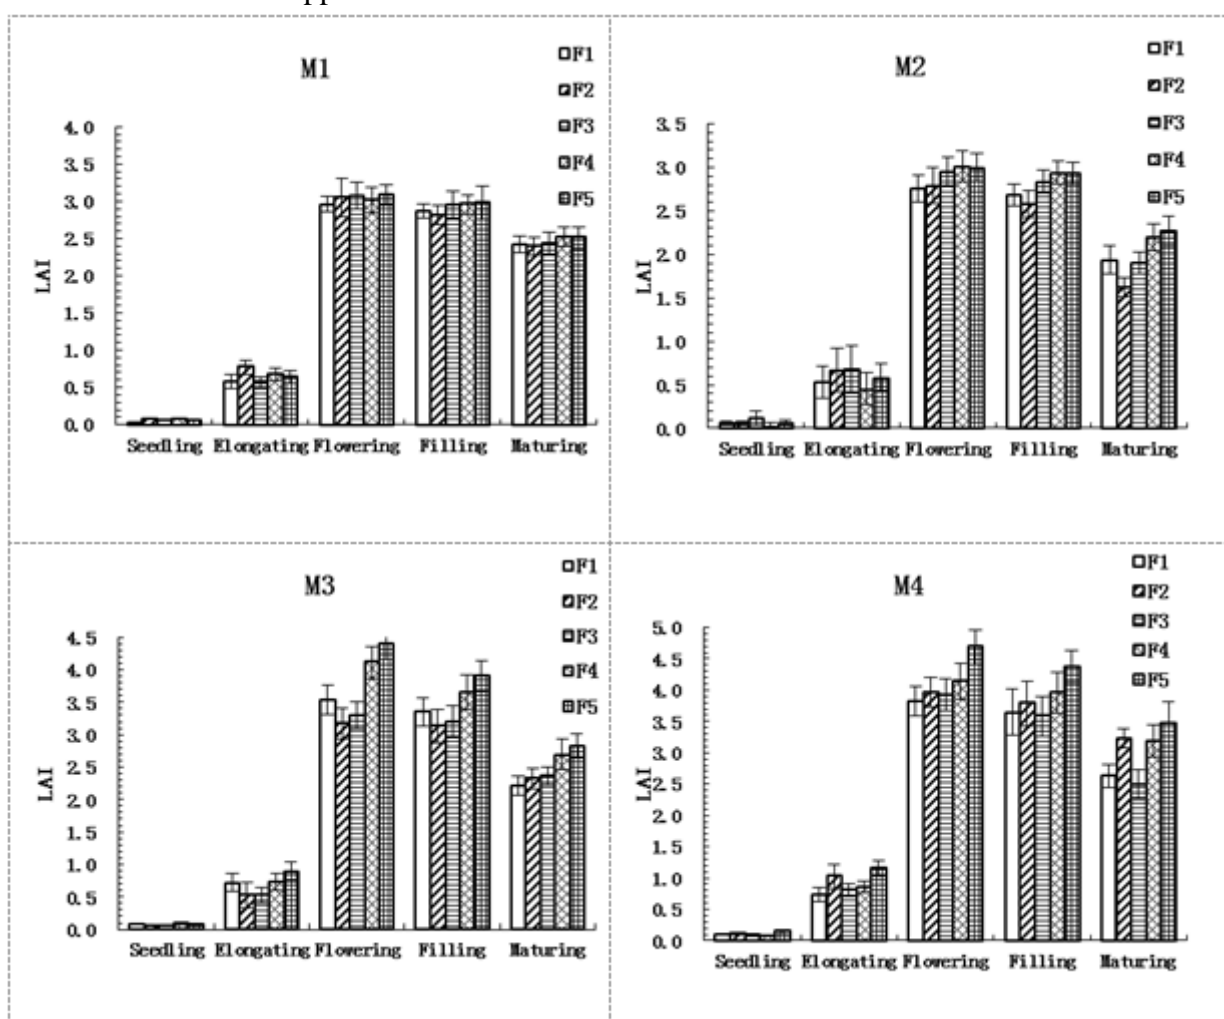 M1
F1
F2
F3
F4
F5
4.0
3.5
3.0
2.5
2.0
1.5
1.0
0.5
0.0
LAI
Seedling Elongating Flowering Filling Maturing
M2
F1
F2
F3
F4
F5
3.5
3.0
2.5
2.0
1.5
1.0
0.5
0.0
LAI
Seedling Elongating Flowering Filling Maturing
M3
F1
F2
F3
F4
F5
4.5
4.0
3.5
3.0
2.5
2.0
1.5
1.0
0.5
0.0
LAI
Seedling Elongating Flowering Filling Maturing
M4
F1
F2
F3
F4
F5
5.0
4.5
4.0
3.5
3.0
2.5
2.0
1.5
1.0
0.5
0.0
LAI
Seedling Elongating Flowering Filling Maturing